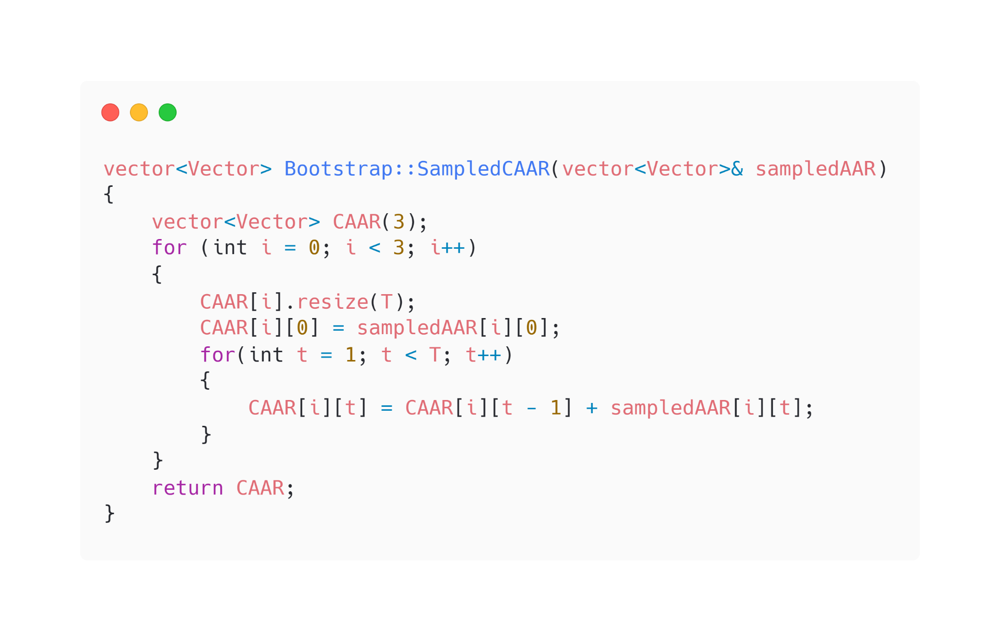 vector<Vector> Bootstrap::SampledCAAR(vector<Vector>& sampledAAR)
{
    vector<Vector> CAAR(3);
    for (int i = 0; i < 3; i++)
    {
        CAAR[i].resize(T);
        CAAR[i][0] = sampledAAR[i][0];
        for(int t = 1; t < T; t++)
        {
            CAAR[i][t] = CAAR[i][t - 1] + sampledAAR[i][t];
        }
    }
    return CAAR;
}